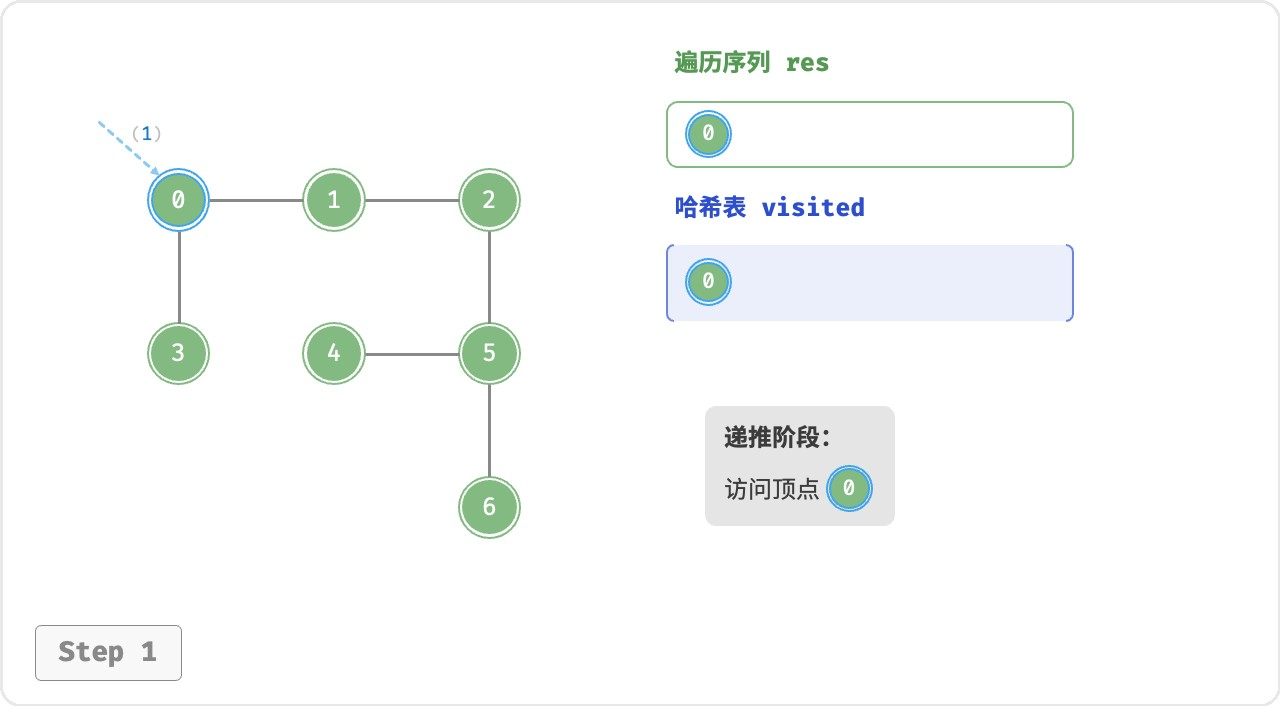 遍历序列 res
0
(1)
0 1 2
哈希表 visited
0
3 4 5
递推阶段：
访问顶点 0
6
Step 1